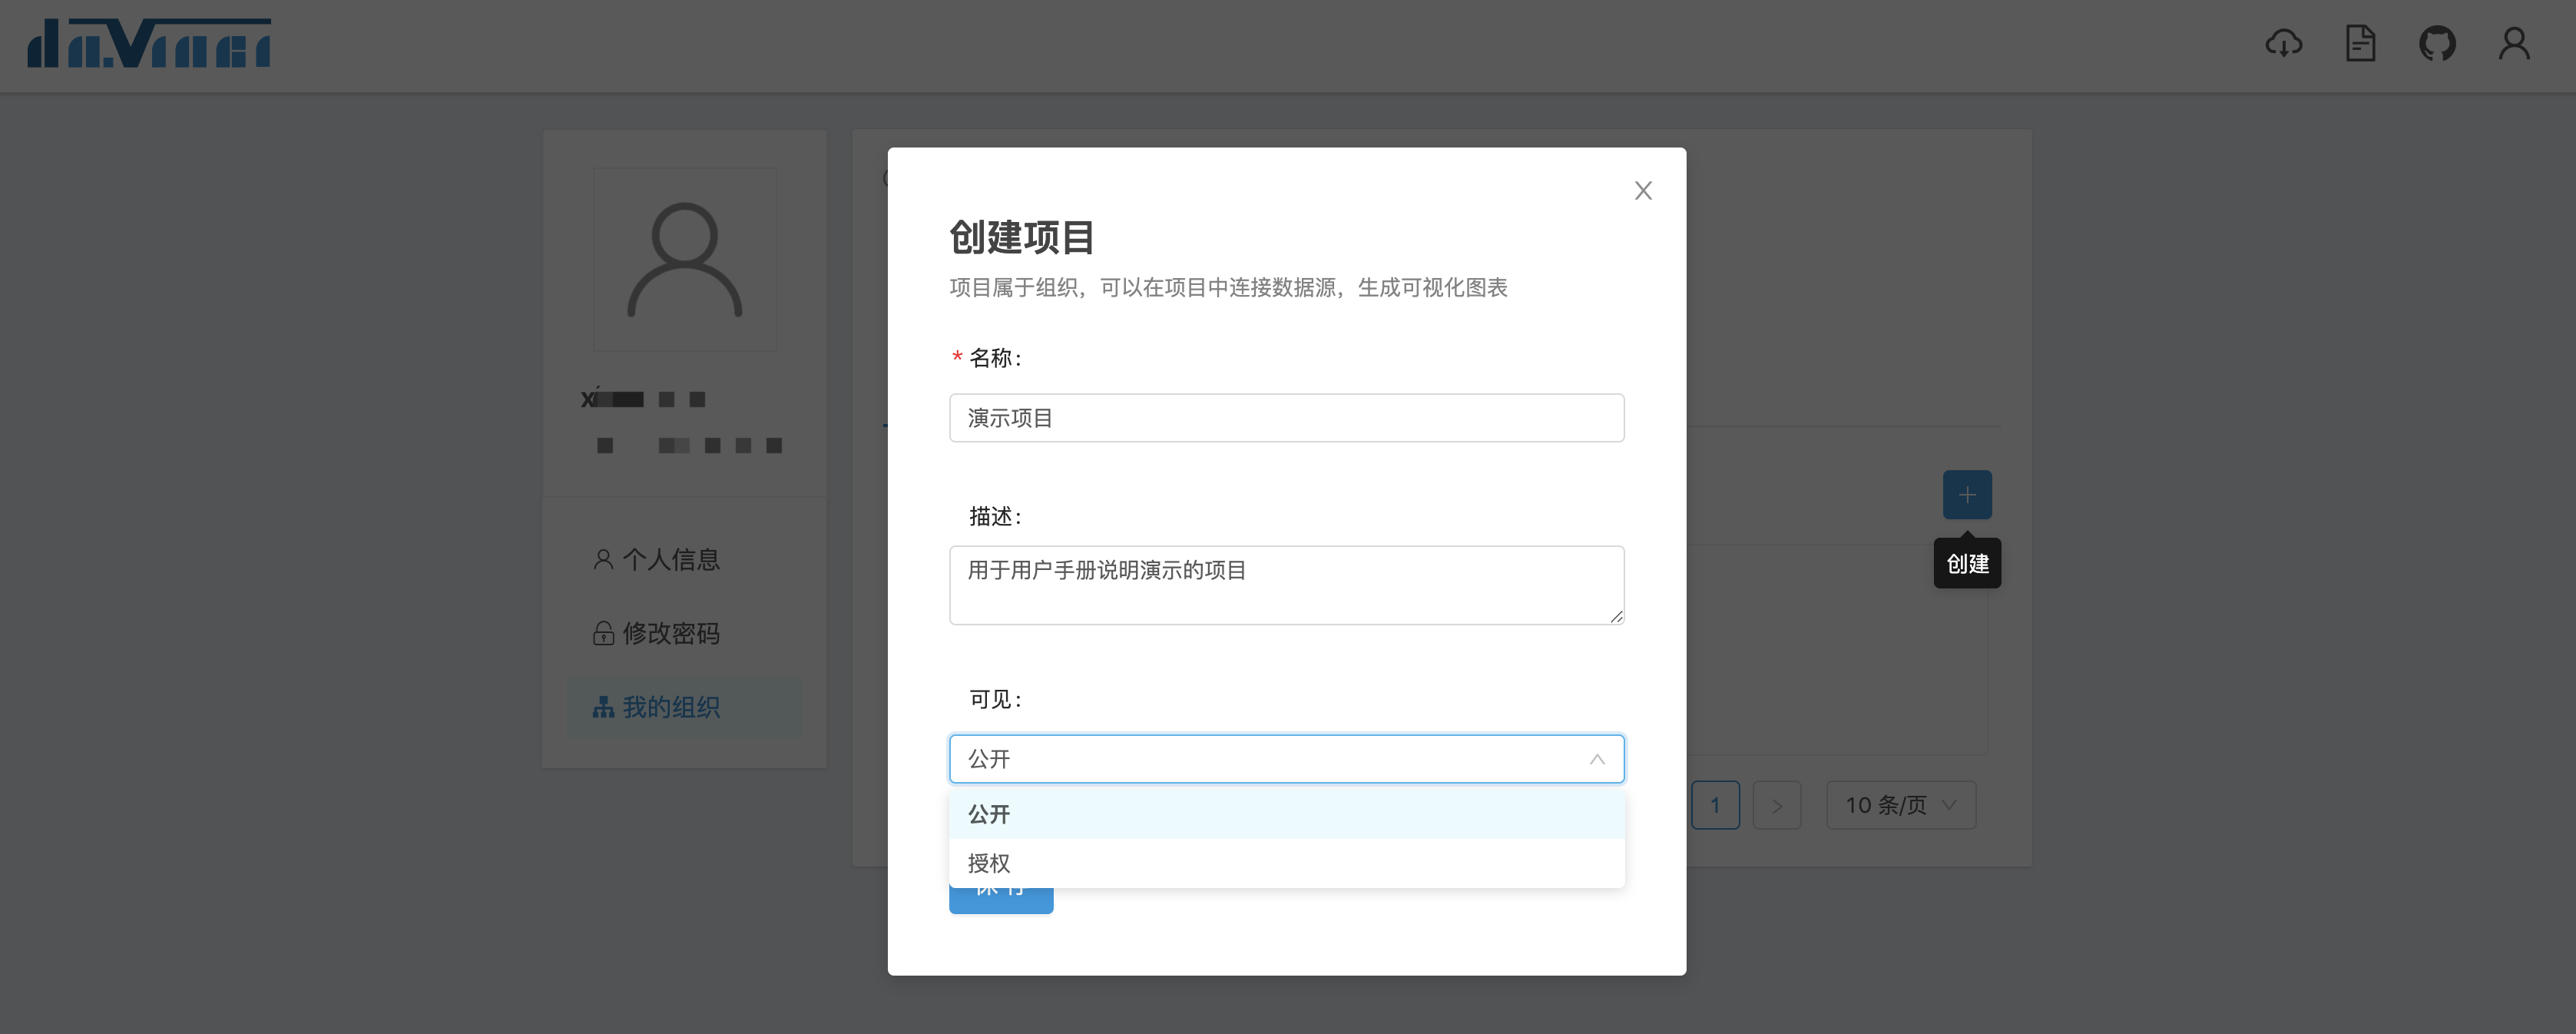 da.Vinci
创建项目
项目属于组织，可以在项目中连接数据源，生成可视化图表
* 名称：
演示项目
描述：
用于用户手册说明演示的项目
可见：
公开
公开
授权
个人信息
修改密码
我的组织
创建
1
10 条/页